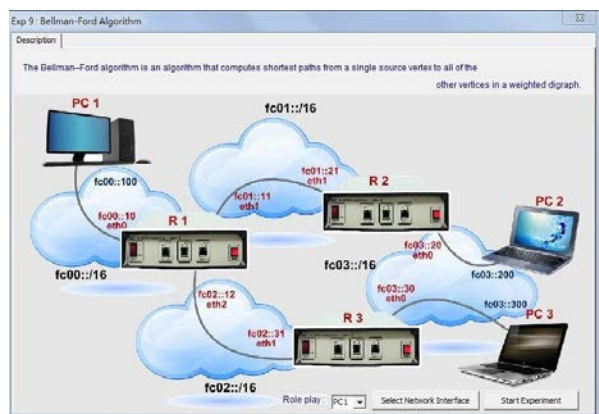 Exp 9 : Bellman-Ford Algorithm
Description
The Bellman–Ford algorithm is an algorithm that computes shortest paths from a single source vertex to all of the
other vertices in a weighted digraph.
PC 1
fc01::/16
fc00::100
fc01::21
eth1
R 2
fc01::11
eth1
PC 2
fc00::10
eth0
R 1
fc03::20
eth0
fc00::/16
fc03::/16
fc03::200
fc02::12
eth2
fc03::30
eth0
fc03::300
R 3
PC 3
fc02::31
eth1
fc02::/16
Role play:
PC1
Select Network Interface
Start Experiment